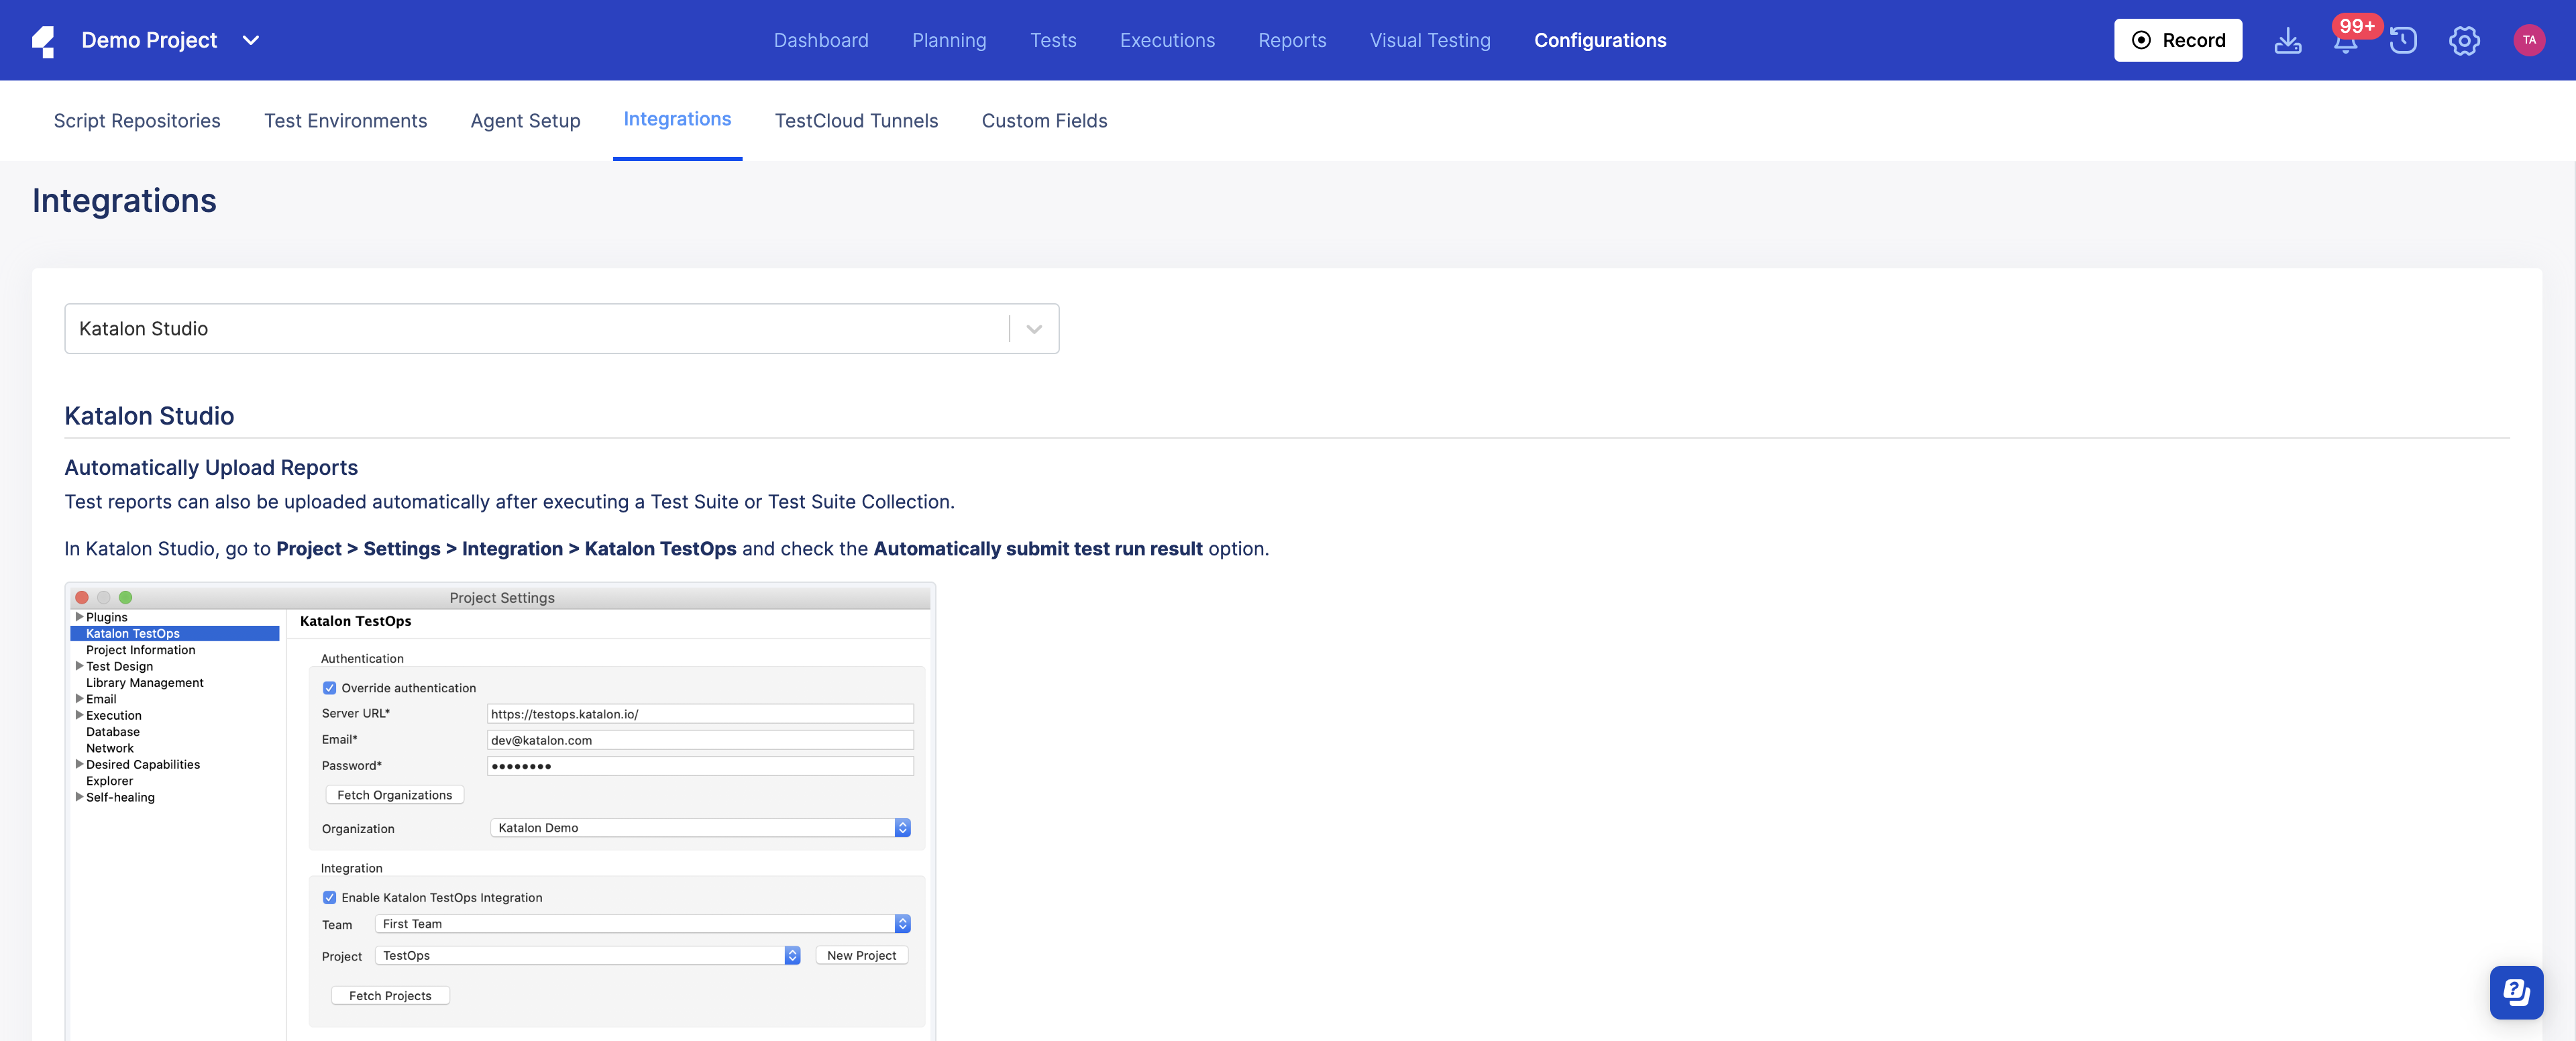 Demo Project
Dashboard Planning Tests Executions Reports Visual Testing Configurations
Record
99+
TA
Script Repositories Test Environments Agent Setup Integrations TestCloud Tunnels Custom Fields
Integrations
Katalon Studio
Katalon Studio
Automatically Upload Reports
Test reports can also be uploaded automatically after executing a Test Suite or Test Suite Collection.
In Katalon Studio, go to Project > Settings > Integration > Katalon TestOps and check the Automatically submit test run result option.
Project Settings
Plugins
Katalon TestOps
Project Information
Test Design
Library Management
Email
Execution
Database
Network
Desired Capabilities
Explorer
Self-healing
Katalon TestOps
Authentication
Override authentication
Server URL* https://testops.katalon.io/
Email* dev@katalon.com
Password* ••••••••
Fetch Organizations
Organization Katalon Demo
Integration
Enable Katalon TestOps Integration
Team First Team
Project TestOps New Project
Fetch Projects